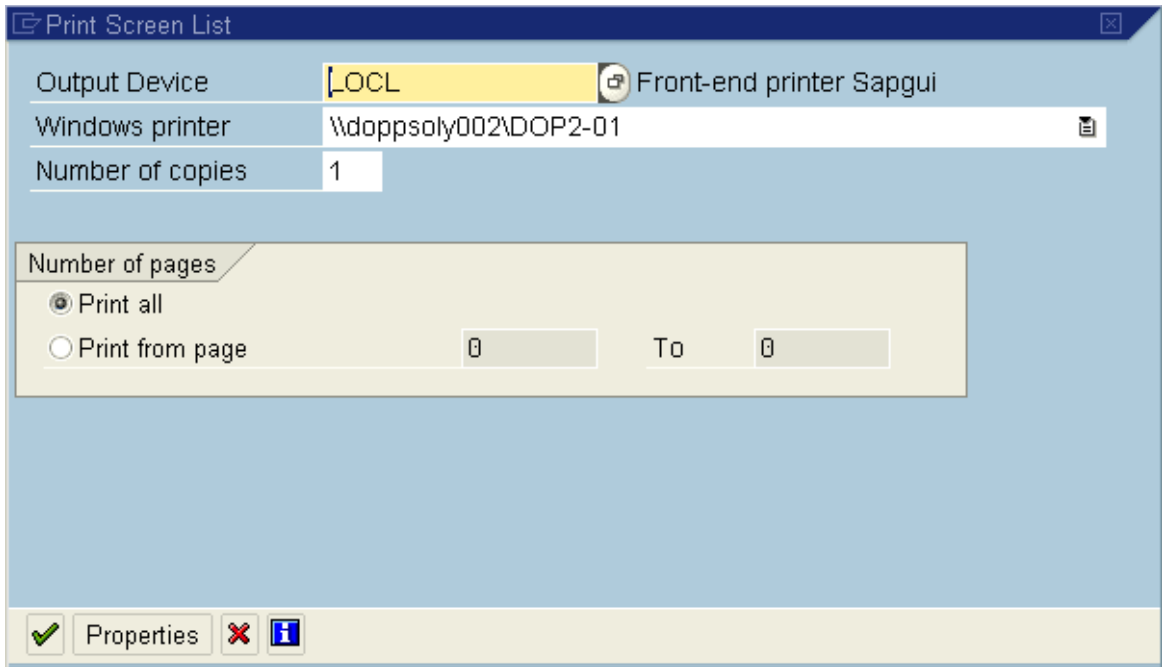 Print Screen List
Output Device LOCL Front-end printer Sapgui
Windows printer \\doppsoly002\DOP2-01
Number of copies 1
Number of pages
Print all
Print from page 0 To 0
Properties